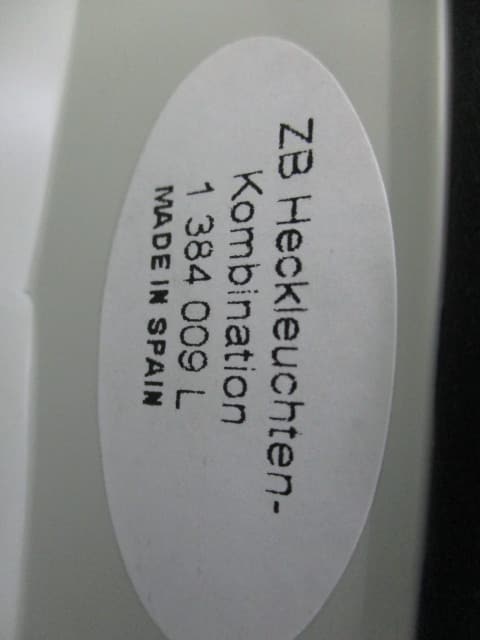 ZB Heckleuchten-
Kombination
1 384 009 L
MADE IN SPAIN